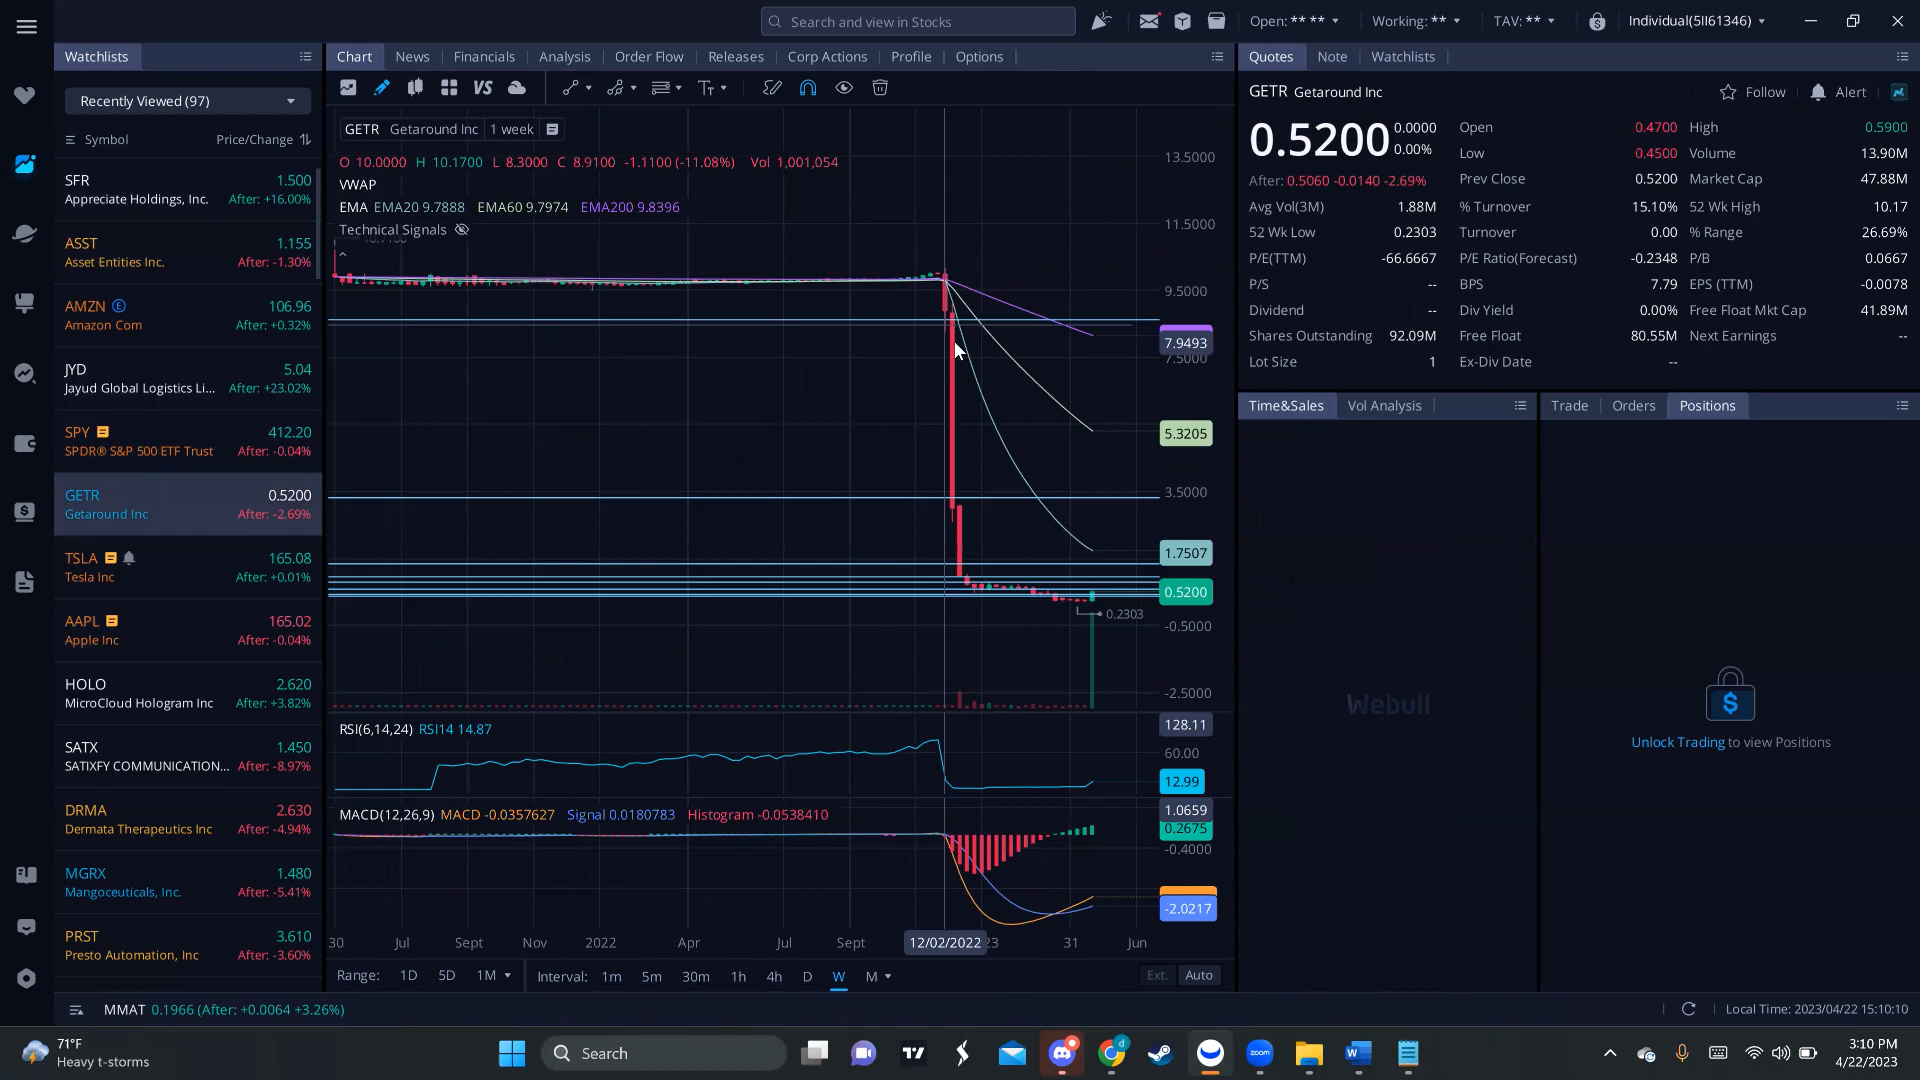 Search and view in Stocks
Open: ** **
Working: **
TAV: **
Individual(5II61346)
Watchlists
Chart
News
Financials
Analysis
Order Flow
Releases
Corp Actions
Profile
Options
Quotes
Note
Watchlists
Recently Viewed (97)
Symbol Price/Change
SFR 1.500
Appreciate Holdings, Inc. After: +16.00%
ASST 1.155
Asset Entities Inc. After: -1.30%
AMZN E 106.96
Amazon Com After: +0.32%
JYD 5.04
Jayud Global Logistics Li... After: +23.02%
SPY 412.20
SPDR® S&P 500 ETF Trust After: -0.04%
GETR 0.5200
Getaround Inc After: -2.69%
TSLA 165.08
Tesla Inc After: +0.01%
AAPL 165.02
Apple Inc After: -0.04%
HOLO 2.620
MicroCloud Hologram Inc After: +3.82%
SATX 1.450
SATIXFY COMMUNICATION... After: -8.97%
DRMA 2.630
Dermata Therapeutics Inc After: -4.94%
MGRX 1.480
Mangoceuticals, Inc. After: -5.41%
PRST 3.610
Presto Automation, Inc After: -3.60%
VS
Tт
GETR Getaround Inc 1 week
O 10.0000 H 10.1700 L 8.3000 C 8.9100 -1.1100 (-11.08%) Vol 1,001,054
VWAP
EMA EMA20 9.7888 EMA60 9.7974 EMA200 9.8396
Technical Signals
13.5000
11.5000
9.5000
7.9493
7.5000
5.3205
3.5000
1.7507
0.5200
0.2303
-0.5000
-2.5000
RSI(6,14,24) RSI14 14.87
128.11
60.00
12.99
MACD(12,26,9) MACD -0.0357627 Signal 0.0180783 Histogram -0.0538410
1.0659
0.2675
-0.4000
-2.0217
30 Jul Sept Nov 2022 Apr Jul Sept 12/02/2022 23 31 Jun
Range: 1D 5D 1M Interval: 1m 5m 30m 1h 4h D W M Ext. Auto
GETR Getaround Inc Follow Alert
0.5200 0.0000
0.00%
After: 0.5060 -0.0140 -2.69%
Open 0.4700 High 0.5900
Low 0.4500 Volume 13.90M
Prev Close 0.5200 Market Cap 47.88M
Avg Vol(3M) 1.88M % Turnover 15.10% 52 Wk High 10.17
52 Wk Low 0.2303 Turnover 0.00 % Range 26.69%
P/E(TTM) -66.6667 P/E Ratio(Forecast) -0.2348 P/B 0.0667
P/S -- BPS 7.79 EPS (TTM) -0.0078
Dividend -- Div Yield 0.00% Free Float Mkt Cap 41.89M
Shares Outstanding 92.09M Free Float 80.55M Next Earnings --
Lot Size 1 Ex-Div Date --
Time&Sales
Vol Analysis
Trade
Orders
Positions
Webull
$
Unlock Trading to view Positions
MMAT 0.1966 (After: +0.0064 +3.26%)
Local Time: 2023/04/22 15:10:10
71°F
Heavy t-storms
Search
zoom
3:10 PM
4/22/2023